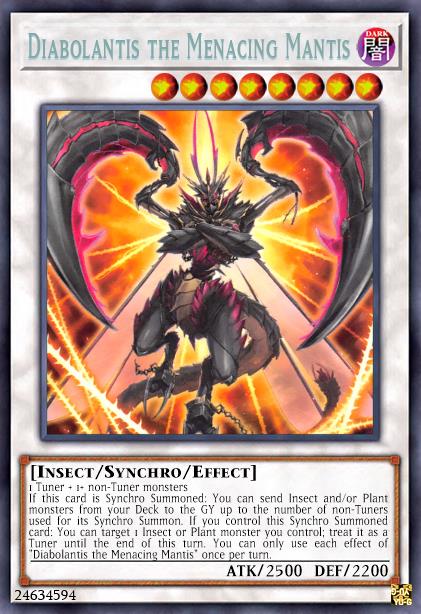 DIABOLANTIS THE MENACING MANTIS
DARK
闇
[INSECT/SYNCHRO/EFFECT]
1 Tuner + 1+ non-Tuner monsters
If this card is Synchro Summoned: You can send Insect and/or Plant
monsters from your Deck to the GY up to the number of non-Tuners
used for its Synchro Summon. If you control this Synchro Summoned
card: You can target 1 Insect or Plant monster you control; treat it as a
Tuner until the end of this turn. You can only use each effect of
"Diabolantis the Menacing Mantis" once per turn.
ATK/2500 DEF/2200
24634594